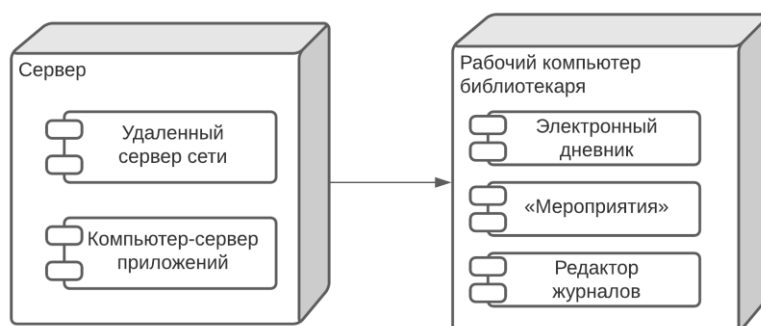 Сервер
Удаленный
сервер сети
Компьютер-сервер
приложений
Рабочий компьютер
библиотекаря
Электронный
дневник
«Мероприятия»
Редактор
журналов